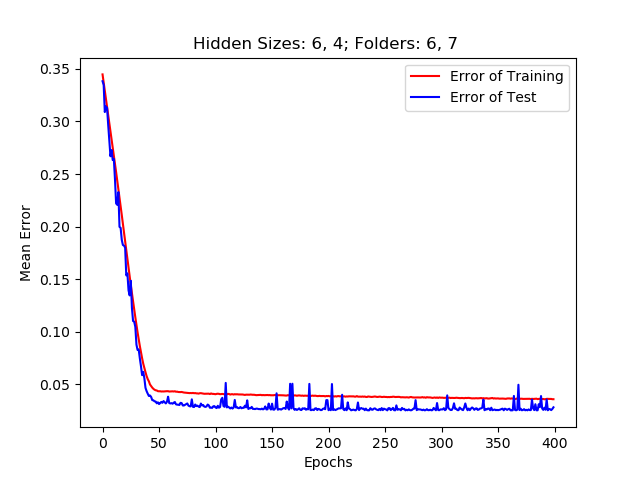 Hidden Sizes: 6, 4; Folders: 6, 7
Error of Training
Error of Test
Mean Error
0.35
0.30
0.25
0.20
0.15
0.10
0.05
0 50 100 150 200 250 300 350 400
Epochs